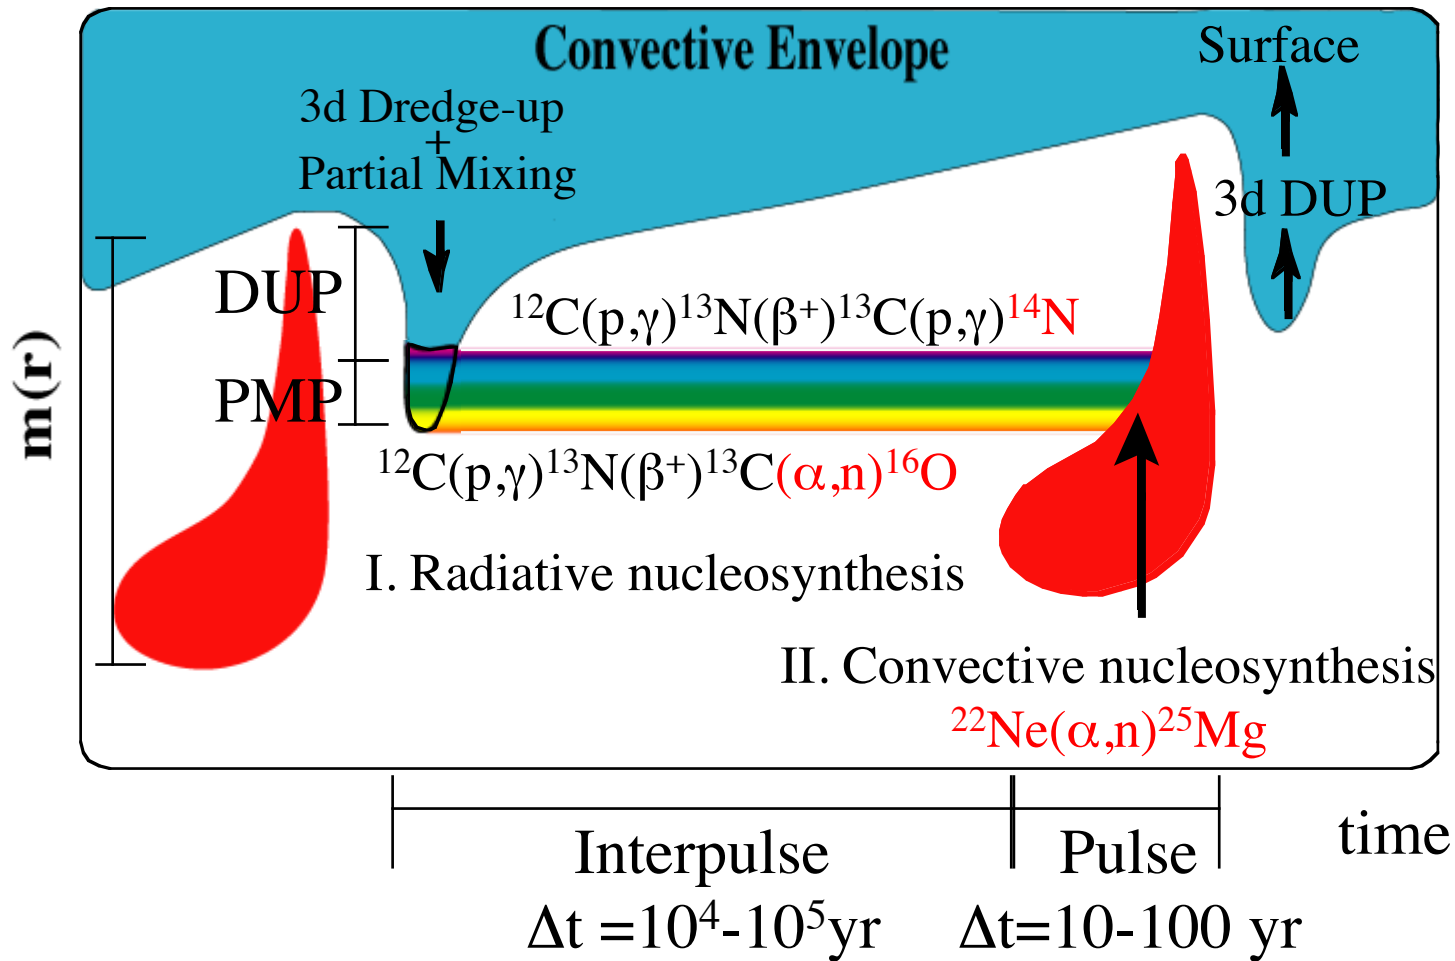 Convective Envelope
Surface
3d Dredge-up
+
Partial Mixing
3d DUP
DUP
¹²C(p,γ)¹³N(β⁺)¹³C(p,γ)¹⁴N
PMP
m(r)
¹²C(p,γ)¹³N(β⁺)¹³C(α,n)¹⁶O
I. Radiative nucleosynthesis
II. Convective nucleosynthesis
²²Ne(α,n)²⁵Mg
time
Interpulse
Pulse
Δt =10⁴-10⁵yr
Δt=10-100 yr